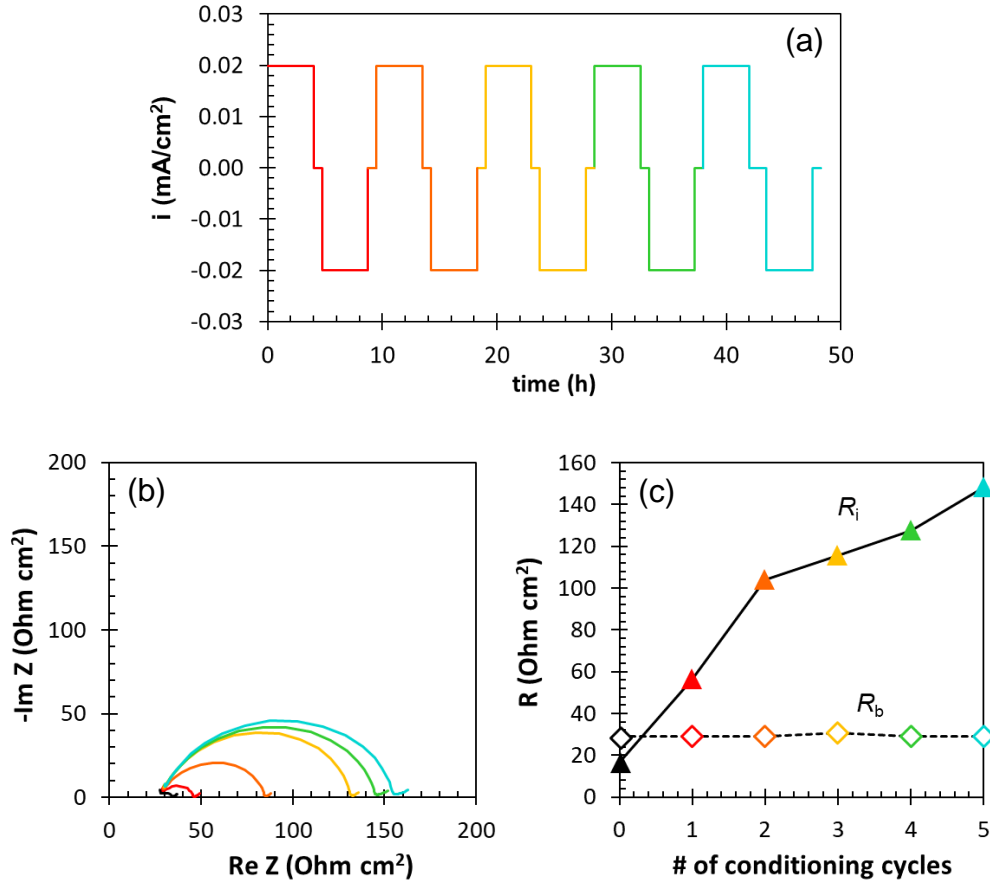 (a)
i (mA/cm²)
0.03
0.02
0.01
0.00
-0.01
-0.02
-0.03
0 10 20 30 40 50
time (h)
(b)
-Im Z (Ohm cm²)
200
150
100
50
0
0 50 100 150 200
Re Z (Ohm cm²)
(c)
R (Ohm cm²)
160
140
120
100
80
60
40
20
0
Ri
Rb
0 1 2 3 4 5
# of conditioning cycles